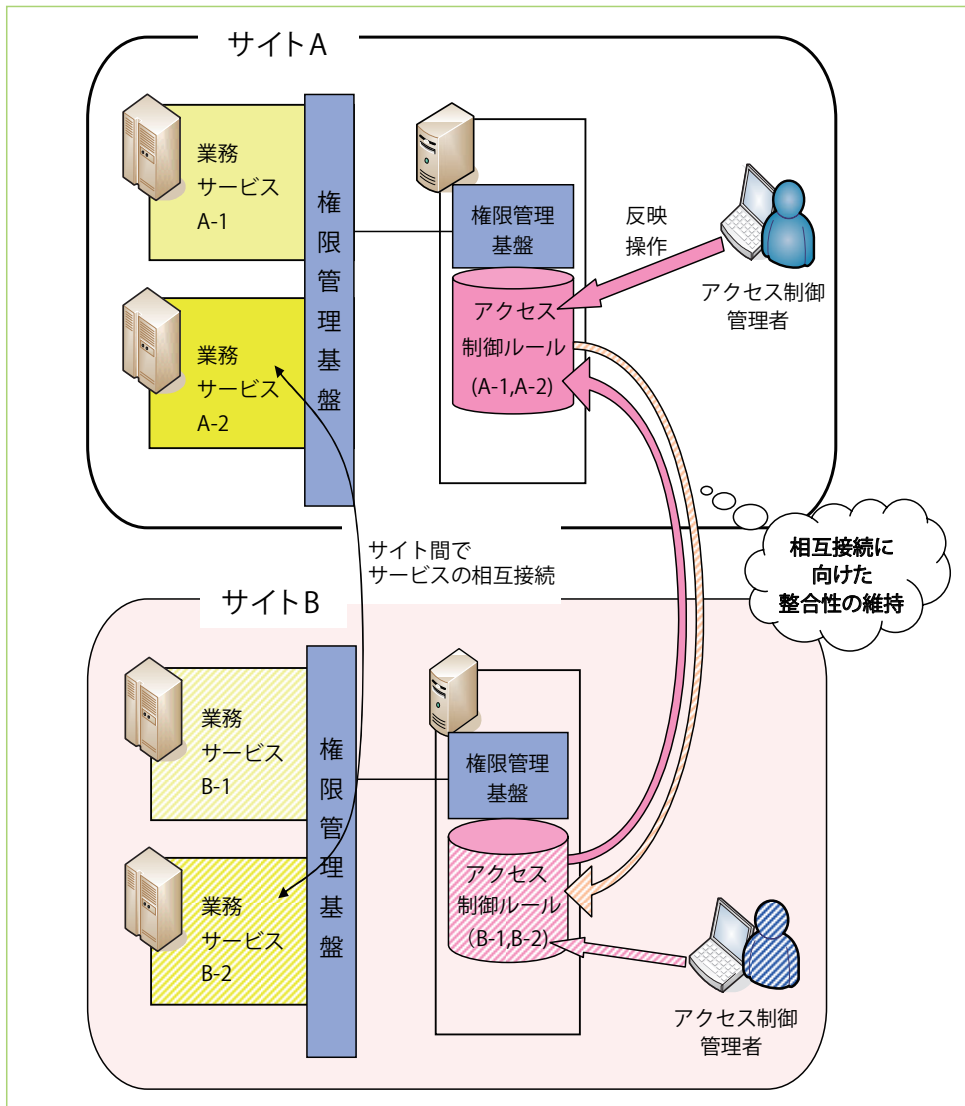 サイトA
業務
サービス
A-1
業務
サービス
A-2
権限管理基盤
権限管理
基盤
アクセス
制御ルール
(A-1,A-2)
反映
操作
アクセス制御
管理者
相互接続に
向けた
整合性の維持
サイト間で
サービスの相互接続
サイトB
業務
サービス
B-1
業務
サービス
B-2
権限管理基盤
権限管理
基盤
アクセス
制御ルール
(B-1,B-2)
アクセス制御
管理者